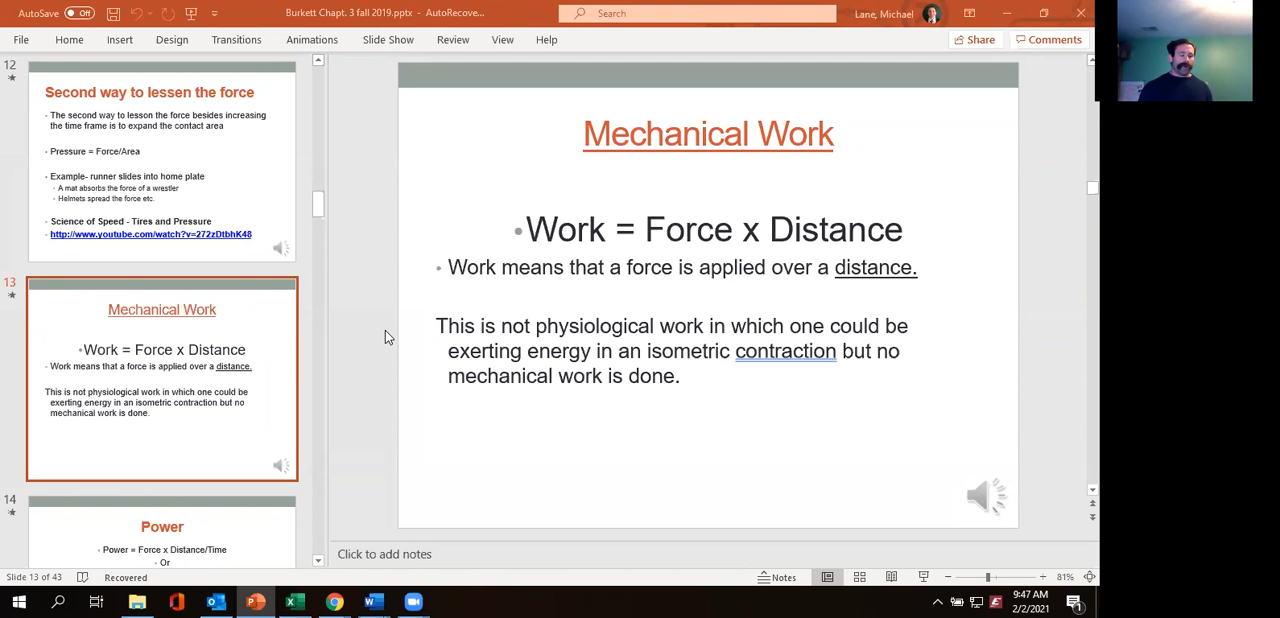 AutoSave Off
Burkett Chapt. 3 fall 2019.pptx - AutoRecove...
Search
Lane, Michael
File Home Insert Design Transitions Animations Slide Show Review View Help
Share Comments
12
Second way to lessen the force
The second way to lesson the force besides increasing
the time frame is to expand the contact area
Pressure = Force/Area
Example- runner slides into home plate
A mat absorbs the force of a wrestler
Helmets spread the force etc.
Science of Speed - Tires and Pressure
http://www.youtube.com/watch?v=272zDtbhK48
13
Mechanical Work
Work = Force x Distance
Work means that a force is applied over a distance.
This is not physiological work in which one could be
exerting energy in an isometric contraction but no
mechanical work is done.
14
Power
Power = Force x Distance/Time
Or
Mechanical Work
Work = Force x Distance
Work means that a force is applied over a distance.
This is not physiological work in which one could be
exerting energy in an isometric contraction but no
mechanical work is done.
Click to add notes
Slide 13 of 43 Recovered Notes 81%
9:47 AM
2/2/2021